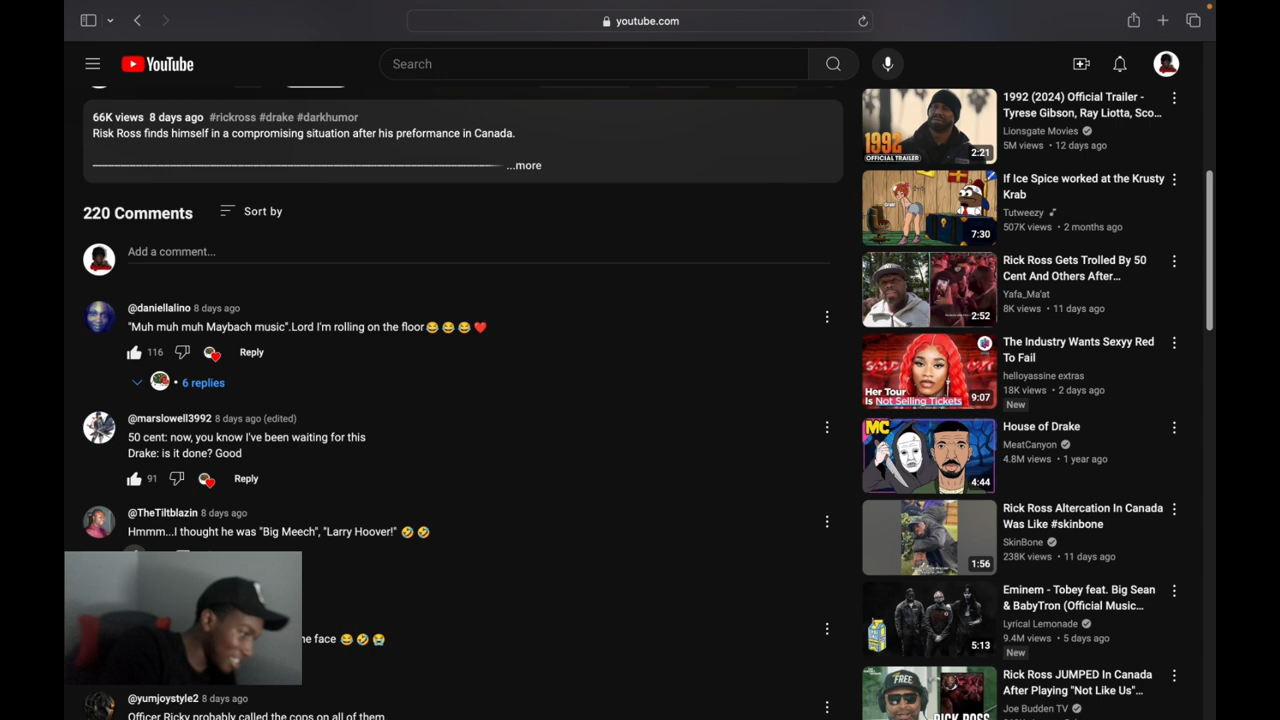 youtube.com
YouTube
Search
66K views 8 days ago #rickross #drake #darkhumor
Risk Ross finds himself in a compromising situation after his preformance in Canada.
...more
220 Comments
Sort by
Add a comment...
@daniellalino 8 days ago
"Muh muh muh Maybach music".Lord I'm rolling on the floor😂😂😂❤️
116
Reply
• 6 replies
@marslowell3992 8 days ago (edited)
50 cent: now, you know I've been waiting for this
Drake: is it done? Good
91
Reply
@TheTiltblazin 8 days ago
Hmmm...I thought he was "Big Meech", "Larry Hoover!" 🤣🤣
he face 😂🤣😭
@yumjoystyle2 8 days ago
Officer Ricky probably called the cops on all of them
1992
OFFICIAL TRAILER
2:21
1992 (2024) Official Trailer -
Tyrese Gibson, Ray Liotta, Sco...
Lionsgate Movies
5M views • 12 days ago
7:30
If Ice Spice worked at the Krusty
Krab
Tutweezy
507K views • 2 months ago
2:52
Rick Ross Gets Trolled By 50
Cent And Others After...
Yafa_Ma'at
8K views • 11 days ago
Her Tour
is Not Selling Tickets
9:07
The Industry Wants Sexyy Red
To Fail
helloyassine extras
18K views • 2 days ago
New
MC
4:44
House of Drake
MeatCanyon
4.8M views • 1 year ago
1:56
Rick Ross Altercation In Canada
Was Like #skinbone
SkinBone
238K views • 11 days ago
5:13
Eminem - Tobey feat. Big Sean
& BabyTron (Official Music...
Lyrical Lemonade
9.4M views • 5 days ago
New
FREE
RICK ROSS
Rick Ross JUMPED In Canada
After Playing "Not Like Us"...
Joe Budden TV